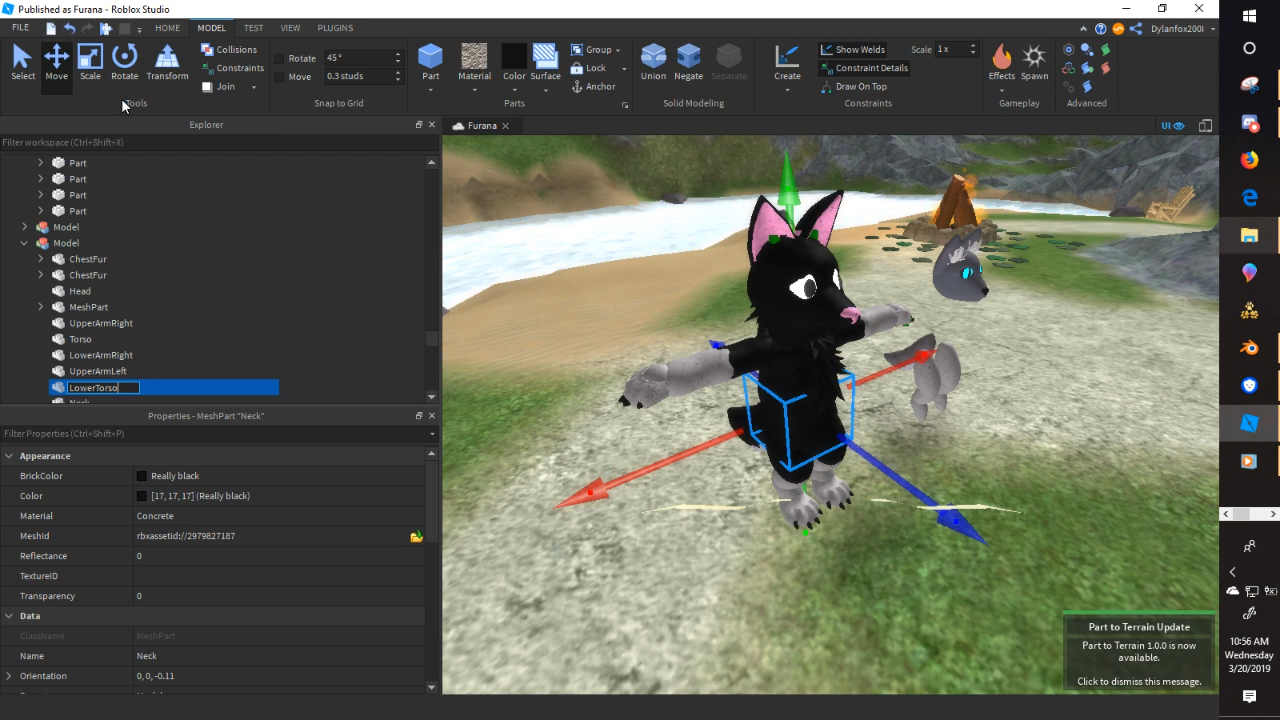 Published as Furana - Roblox Studio
FILE HOME MODEL TEST VIEW PLUGINS Dylanfox200I
Select Move Scale Rotate Transform
Collisions
Constraints
Join
Tools
Rotate 45°
Move 0.3 studs
Snap to Grid
Part Material Color Surface
Group
Lock
Anchor
Parts
Union Negate Separate
Solid Modeling
Create
Show Welds Scale 1 x
Constraint Details
Draw On Top
Constraints
Effects Spawn
Gameplay
Advanced
Explorer
Filter workspace (Ctrl+Shift+X)
Part
Part
Part
Part
Model
Model
ChestFur
ChestFur
Head
MeshPart
UpperArmRight
Torso
LowerArmRight
UpperArmLeft
LowerTorso
Neck
Properties - MeshPart "Neck"
Filter Properties (Ctrl+Shift+P)
Appearance
BrickColor Really black
Color [17, 17, 17] (Really black)
Material Concrete
MeshId rbxassetid://2979827187
Reflectance 0
TextureID
Transparency 0
Data
ClassName MeshPart
Name Neck
Orientation 0, 0, -0.11
Furana
UI
Part to Terrain Update
Part to Terrain 1.0.0 is now
available.
Click to dismiss this message.
10:56 AM
Wednesday
3/20/2019